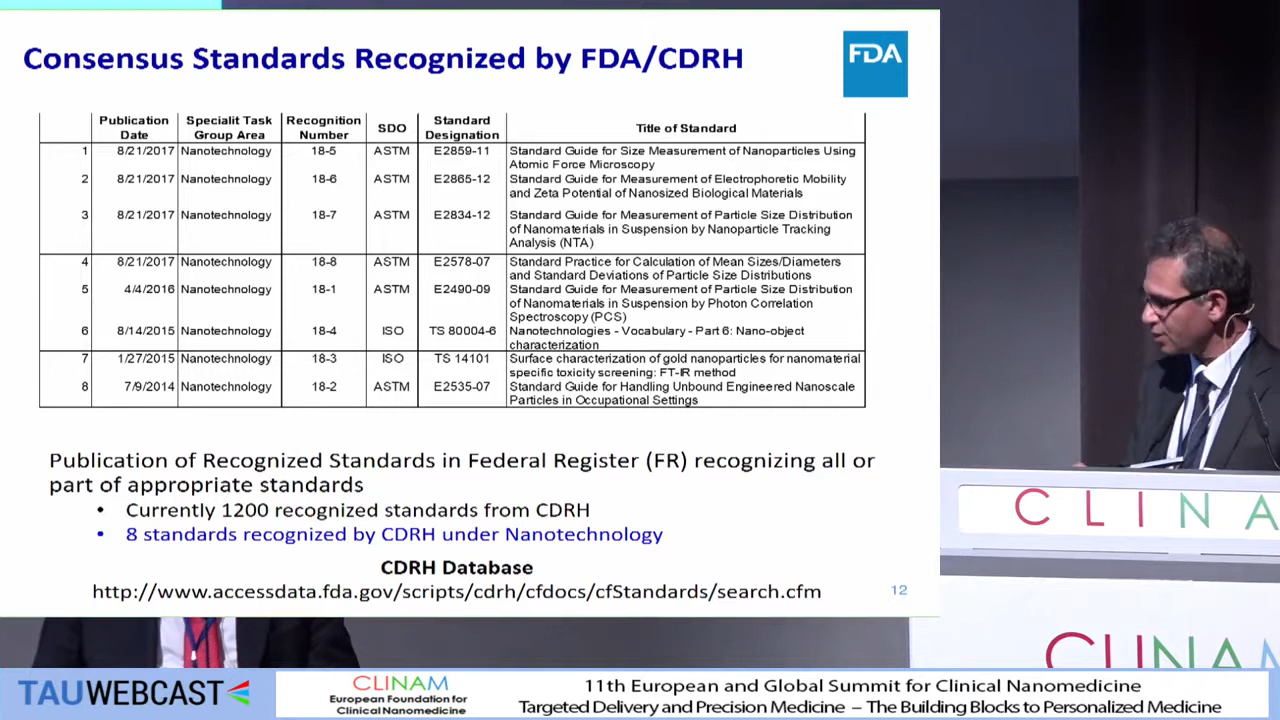 Consensus Standards Recognized by FDA/CDRH
FDA
Publication Date Specialit Task Group Area Recognition Number SDO Standard Designation Title of Standard
1 8/21/2017 Nanotechnology 18-5 ASTM E2859-11 Standard Guide for Size Measurement of Nanoparticles Using
Atomic Force Microscopy
2 8/21/2017 Nanotechnology 18-6 ASTM E2865-12 Standard Guide for Measurement of Electrophoretic Mobility
and Zeta Potential of Nanosized Biological Materials
3 8/21/2017 Nanotechnology 18-7 ASTM E2834-12 Standard Guide for Measurement of Particle Size Distribution
of Nanomaterials in Suspension by Nanoparticle Tracking
Analysis (NTA)
4 8/21/2017 Nanotechnology 18-8 ASTM E2578-07 Standard Practice for Calculation of Mean Sizes/Diameters
and Standard Deviations of Particle Size Distributions
5 4/4/2016 Nanotechnology 18-1 ASTM E2490-09 Standard Guide for Measurement of Particle Size Distribution
of Nanomaterials in Suspension by Photon Correlation
Spectroscopy (PCS)
6 8/14/2015 Nanotechnology 18-4 ISO TS 80004-6 Nanotechnologies - Vocabulary - Part 6: Nano-object
characterization
7 1/27/2015 Nanotechnology 18-3 ISO TS 14101 Surface characterization of gold nanoparticles for nanomaterial
specific toxicity screening: FT-IR method
8 7/9/2014 Nanotechnology 18-2 ASTM E2535-07 Standard Guide for Handling Unbound Engineered Nanoscale
Particles in Occupational Settings
Publication of Recognized Standards in Federal Register (FR) recognizing all or
part of appropriate standards
• Currently 1200 recognized standards from CDRH
• 8 standards recognized by CDRH under Nanotechnology
CDRH Database
http://www.accessdata.fda.gov/scripts/cdrh/cfdocs/cfStandards/search.cfm
12
CLINA
CLINAM
TAUWEBCAST
CLINAM
European Foundation for
Clinical Nanomedicine
11th European and Global Summit for Clinical Nanomedicine
Targeted Delivery and Precision Medicine – The Building Blocks to Personalized Medicine